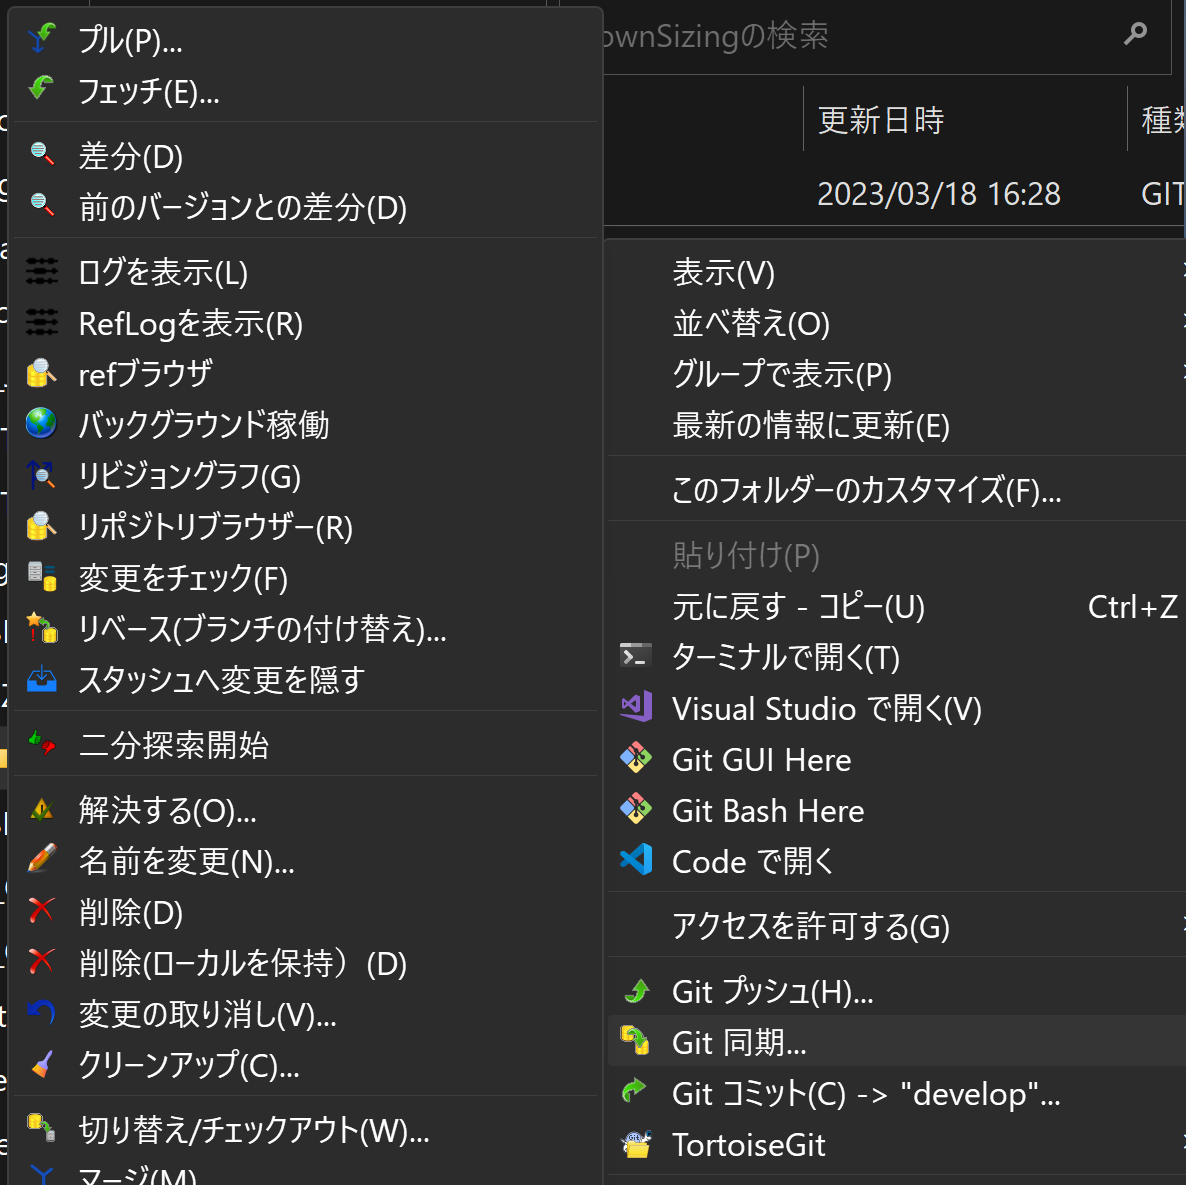 プル(P)...
フェッチ(E)...
差分(D)
前のバージョンとの差分(D)
ログを表示(L)
RefLogを表示(R)
refブラウザ
バックグラウンド稼働
リビジョングラフ(G)
リポジトリブラウザー(R)
変更をチェック(F)
リベース(ブランチの付け替え)...
スタッシュへ変更を隠す
二分探索開始
解決する(O)...
名前を変更(N)...
削除(D)
削除(ローカルを保持）(D)
変更の取り消し(V)...
クリーンアップ(C)...
切り替え/チェックアウト(W)...
マージ(M)
ownSizingの検索
更新日時
種類
2023/03/18 16:28
GIT
表示(V)
並べ替え(O)
グループで表示(P)
最新の情報に更新(E)
このフォルダーのカスタマイズ(F)...
貼り付け(P)
元に戻す - コピー(U) Ctrl+Z
ターミナルで開く(T)
Visual Studio で開く(V)
Git GUI Here
Git Bash Here
Code で開く
アクセスを許可する(G)
Git プッシュ(H)...
Git 同期...
Git コミット(C) -> "develop"...
TortoiseGit